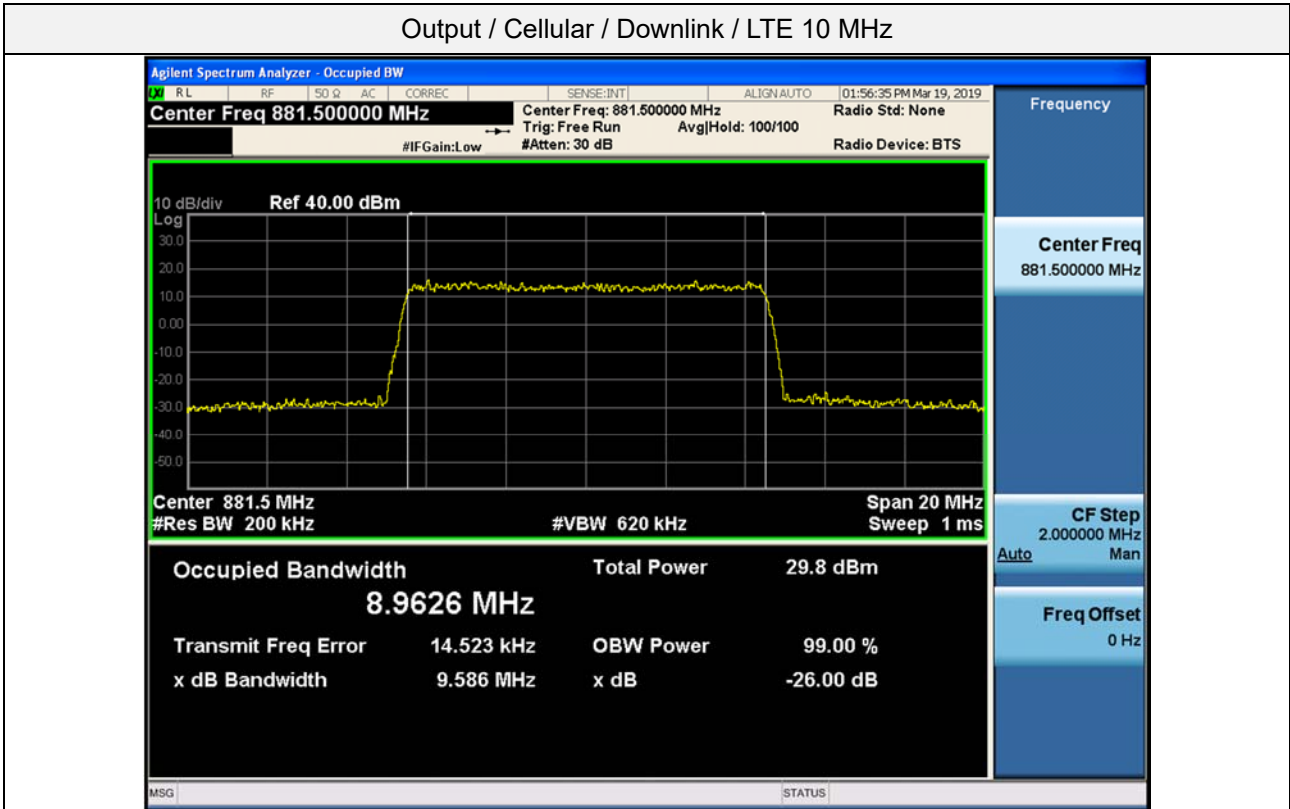 Output / Cellular / Downlink / LTE 10 MHz
Agilent Spectrum Analyzer - Occupied BW
LXI RL RF 50 Ω AC CORREC SENSE:INT ALIGN AUTO 01:56:35 PM Mar 19, 2019
Center Freq 881.500000 MHz
Center Freq: 881.500000 MHz
Radio Std: None
Trig: Free Run Avg|Hold: 100/100
#IFGain:Low #Atten: 30 dB
Radio Device: BTS
Frequency
10 dB/div Ref 40.00 dBm
Log
30.0
20.0
10.0
0.00
-10.0
-20.0
-30.0
-40.0
-50.0
Center 881.5 MHz Span 20 MHz
#Res BW 200 kHz #VBW 620 kHz Sweep 1 ms
Center Freq
881.500000 MHz
CF Step
2.000000 MHz
Auto Man
Freq Offset
0 Hz
Occupied Bandwidth Total Power 29.8 dBm
8.9626 MHz
Transmit Freq Error 14.523 kHz OBW Power 99.00 %
x dB Bandwidth 9.586 MHz x dB -26.00 dB
MSG STATUS